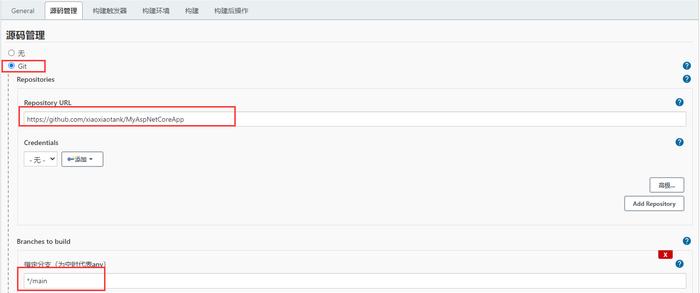 General 源码管理 构建触发器 构建环境 构建 构建后操作
源码管理
无
Git
Repositories
Repository URL
https://github.com/xiaoxiaotank/MyAspNetCoreApp
Credentials
- 无 - 添加
高级...
Add Repository
Branches to build
X
指定分支（为空时代表any）
*/main